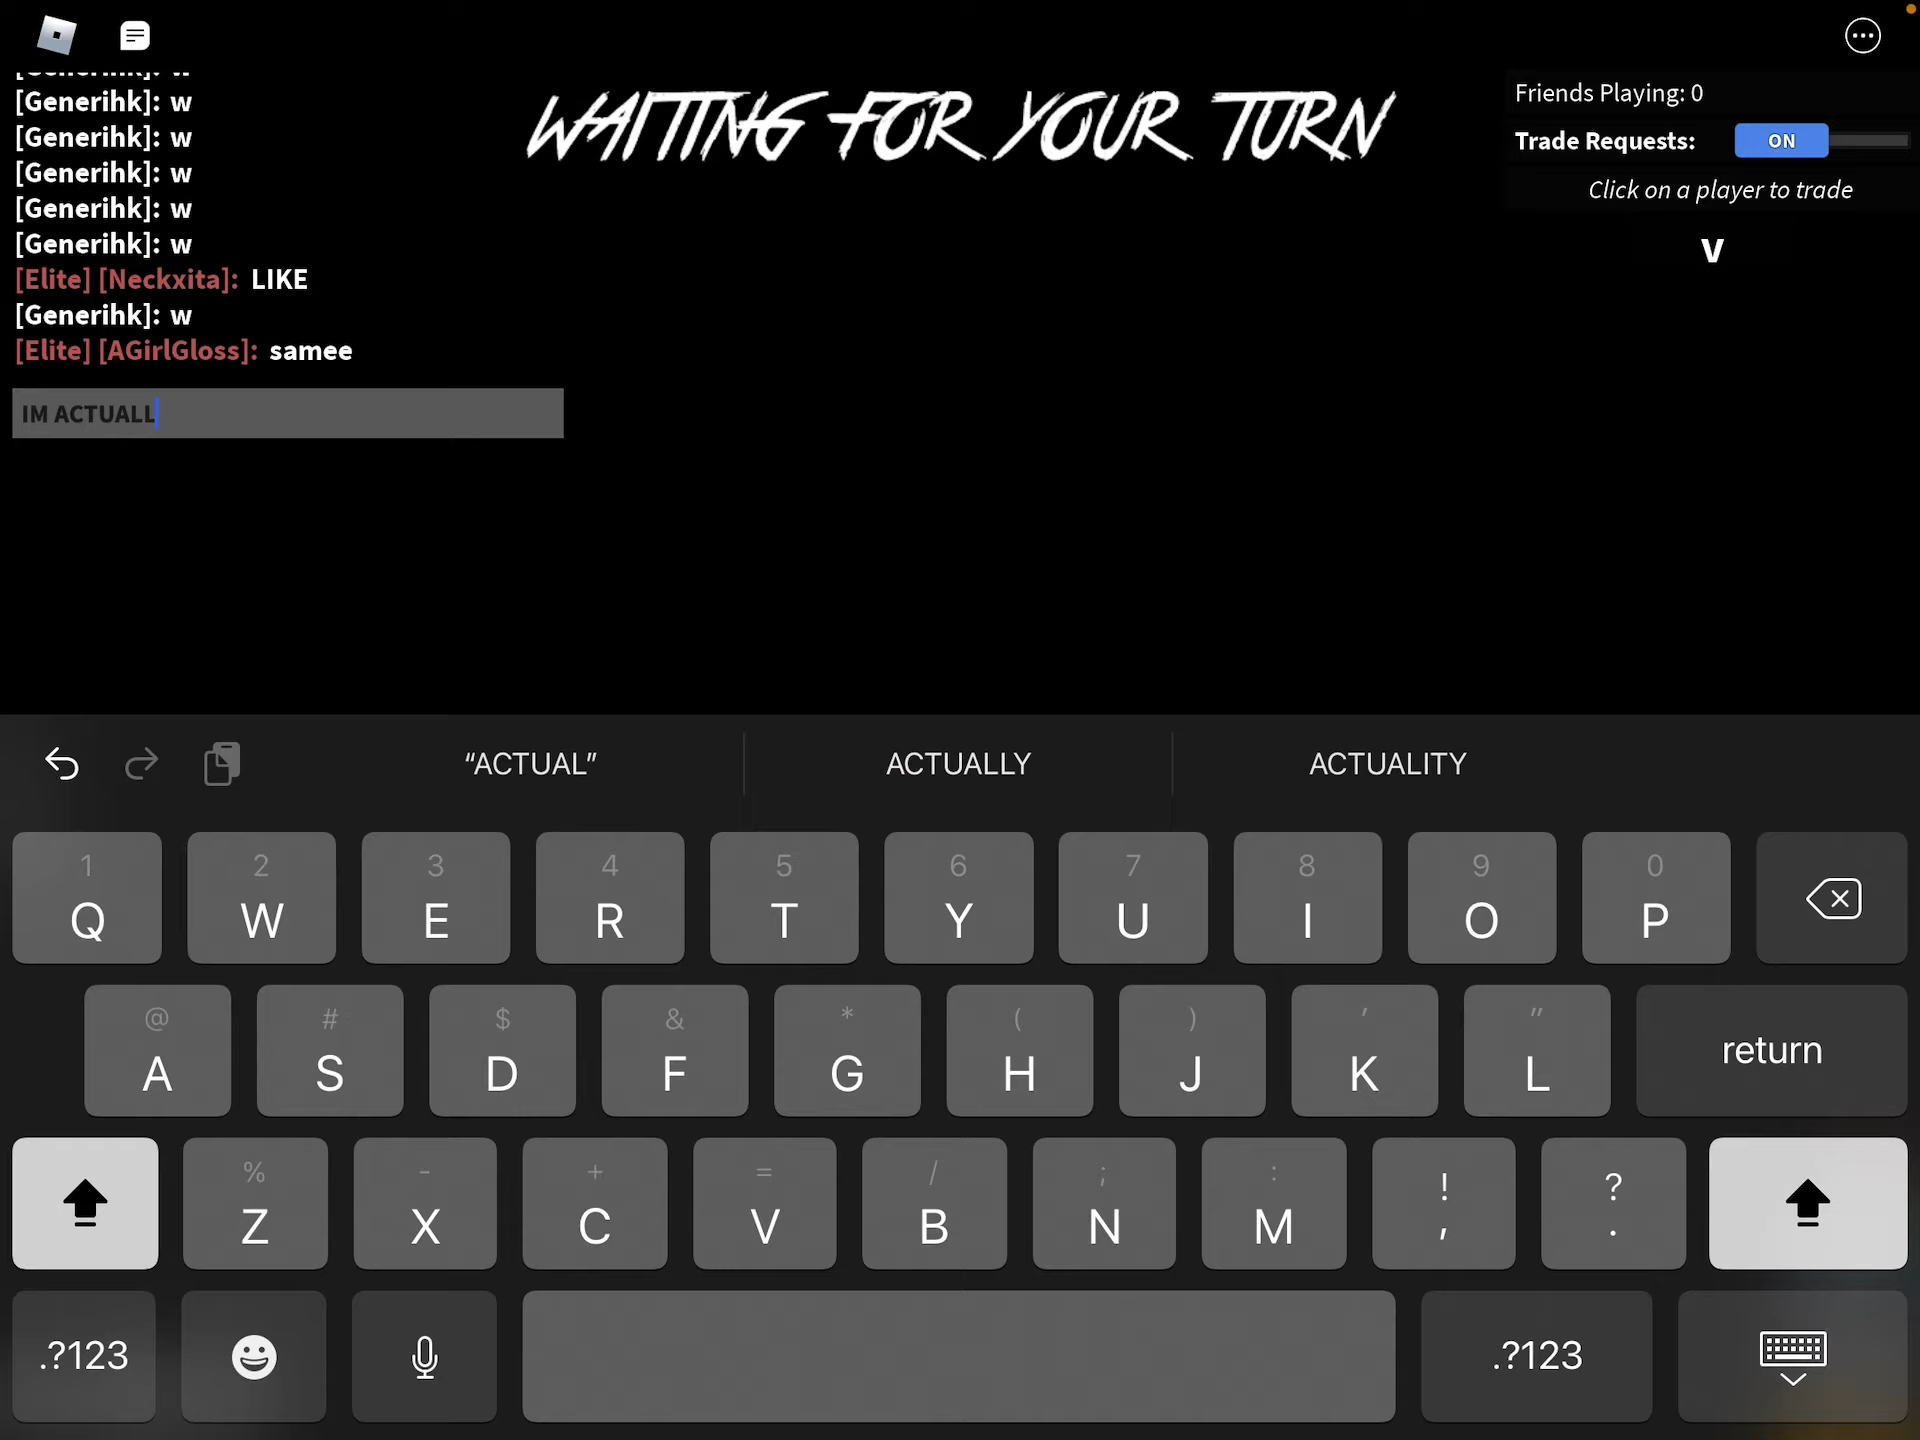 [Generihk]: w
[Generihk]: w
[Generihk]: w
[Generihk]: w
[Generihk]: w
[Generihk]: w
[Elite] [Neckxita]: LIKE
[Generihk]: w
[Elite] [AGirlGloss]: samee
IM ACTUALL
WAITING FOR YOUR TURN
Friends Playing: 0
Trade Requests: ON
Click on a player to trade
V
“ACTUAL” ACTUALLY ACTUALITY
1 2 3 4 5 6 7 8 9 0
Q W E R T Y U I O P
@ # $ & * ( ) ' "
A S D F G H J K L return
% - + = / ; : ! ?
Z X C V B N M , .
.?123 .?123